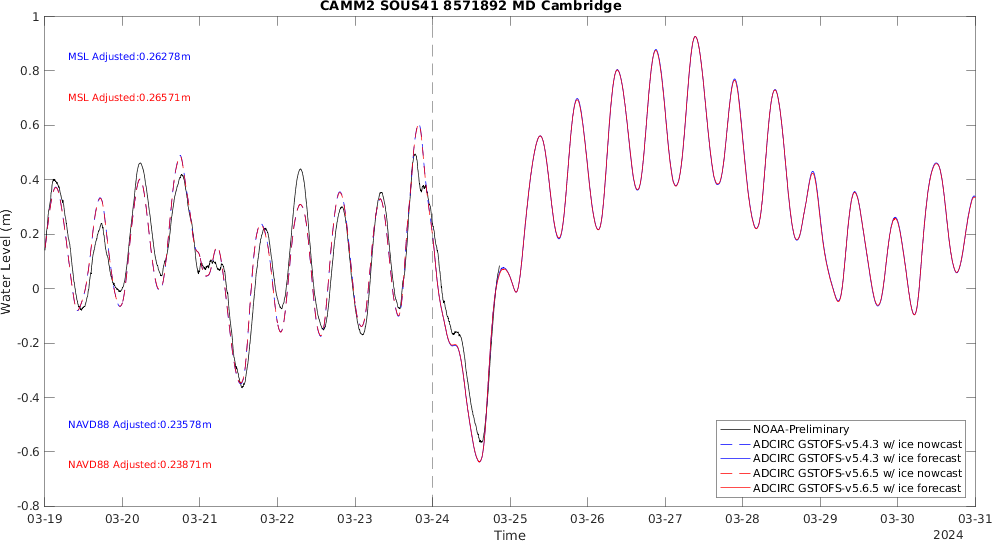 CAMM2 SOUS41 8571892 MD Cambridge
1
0.8
0.6
0.4
0.2
0
-0.2
-0.4
-0.6
-0.8
Water Level (m)
MSL Adjusted:0.26278m
MSL Adjusted:0.26571m
NAVD88 Adjusted:0.23578m
NAVD88 Adjusted:0.23871m
NOAA-Preliminary
ADCIRC GSTOFS-v5.4.3 w/ ice nowcast
ADCIRC GSTOFS-v5.4.3 w/ ice forecast
ADCIRC GSTOFS-v5.6.5 w/ ice nowcast
ADCIRC GSTOFS-v5.6.5 w/ ice forecast
03-19 03-20 03-21 03-22 03-23 03-24 03-25 03-26 03-27 03-28 03-29 03-30 03-31
Time
2024